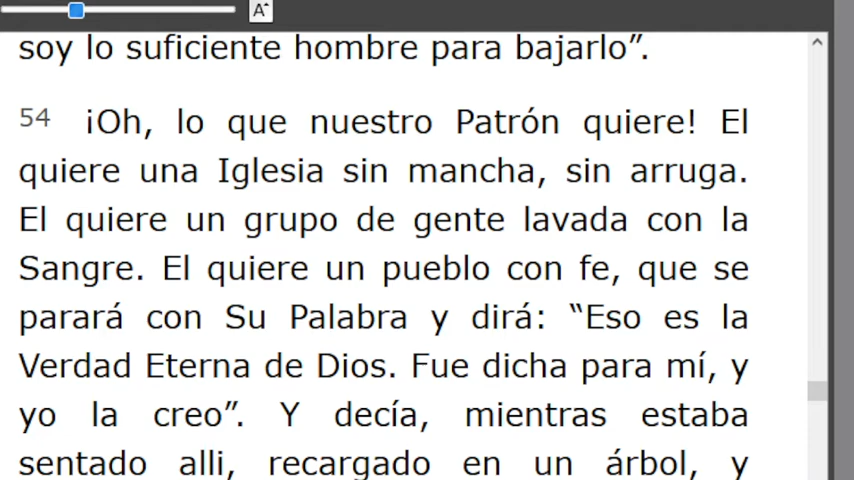 A
soy lo suficiente hombre para bajarlo”.
54 ¡Oh, lo que nuestro Patrón quiere! El
quiere una Iglesia sin mancha, sin arruga.
El quiere un grupo de gente lavada con la
Sangre. El quiere un pueblo con fe, que se
parará con Su Palabra y dirá: “Eso es la
Verdad Eterna de Dios. Fue dicha para mí, y
yo la creo”. Y decía, mientras estaba
sentado alli, recargado en un árbol, y